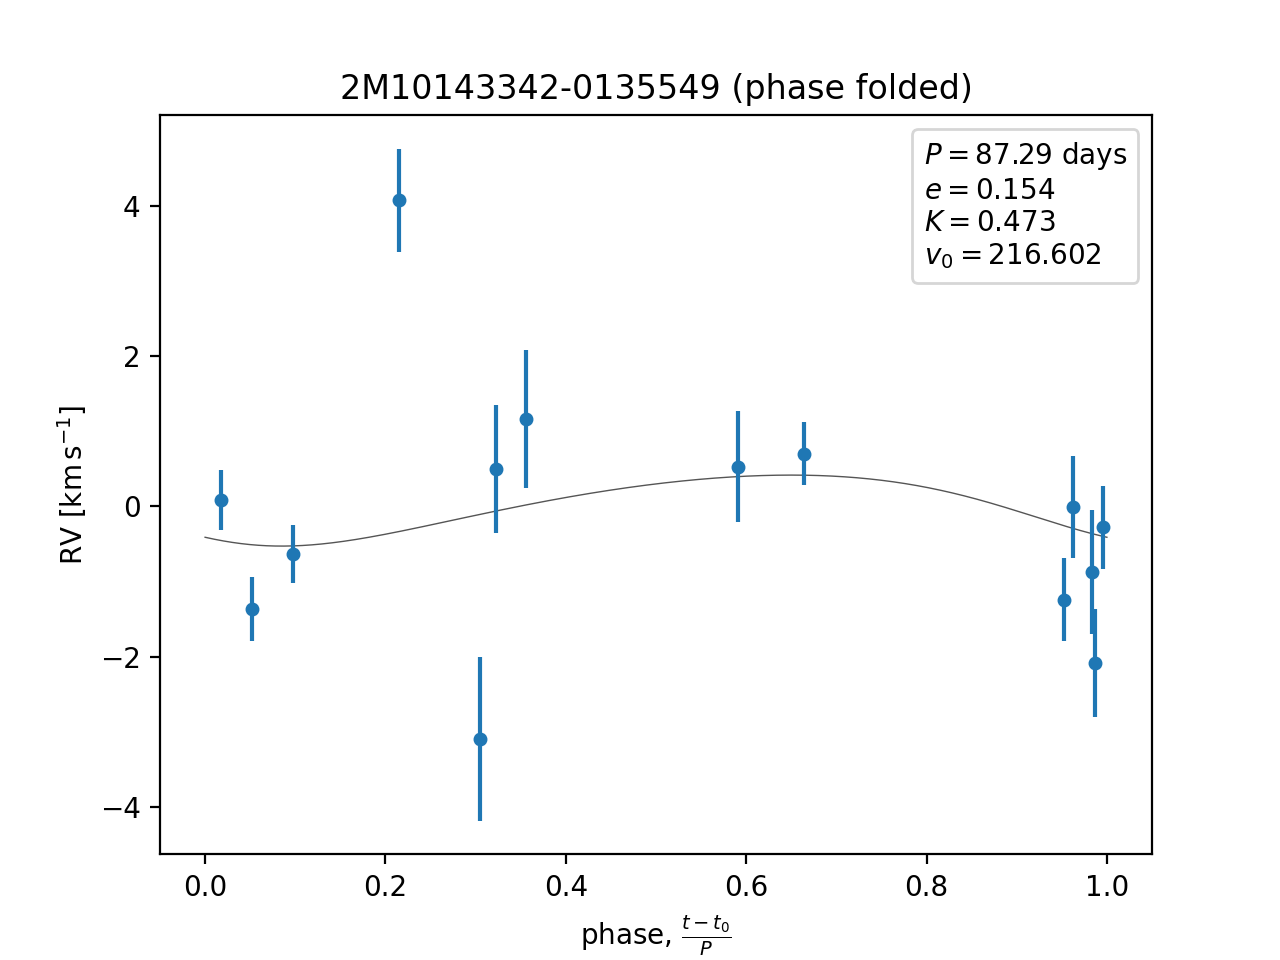 2M10143342-0135549 (phase folded)
P = 87.29 days
e = 0.154
K = 0.473
v₀ = 216.602
RV [km s⁻¹]
4
2
0
−2
−4
0.0 0.2 0.4 0.6 0.8 1.0
phase, (t − t₀)/P